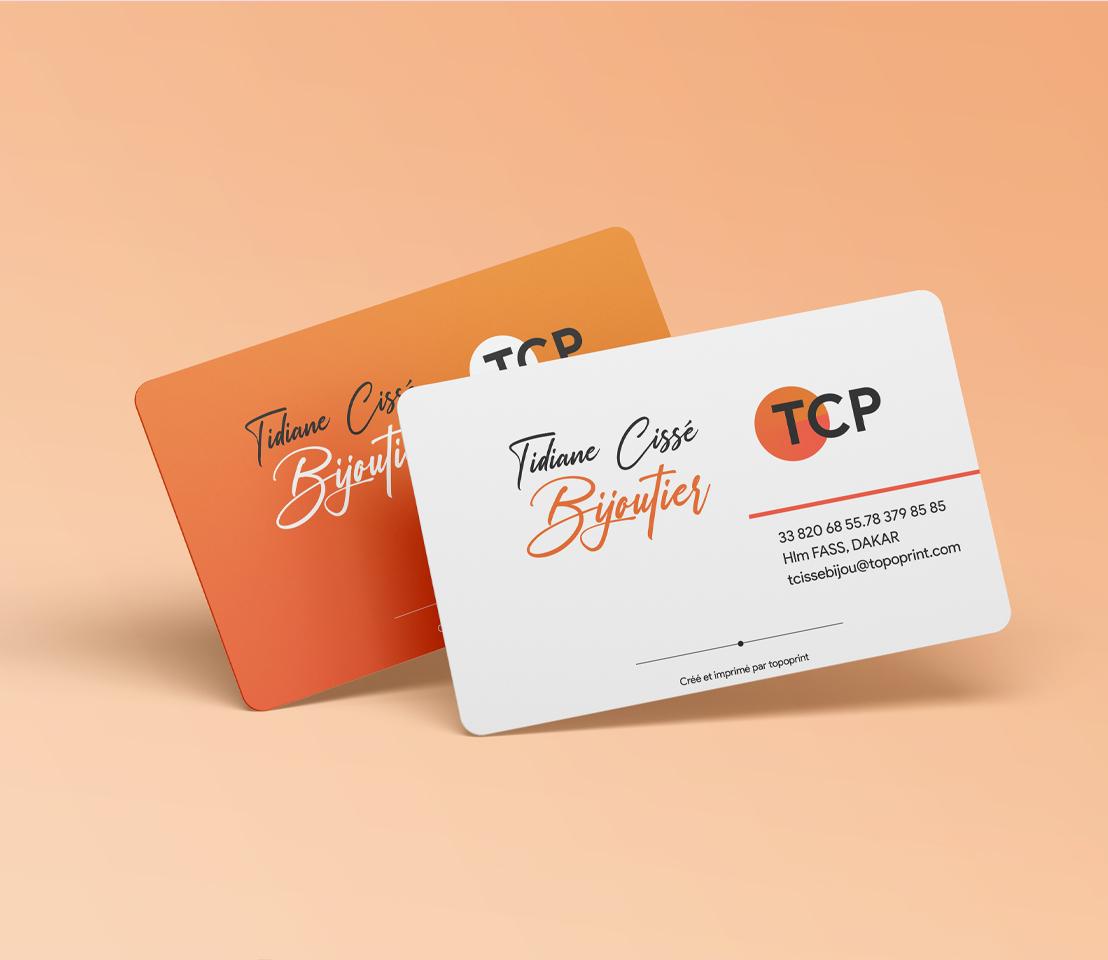 Tidiane Cissé
Bijouti
TCP
Tidiane Cissé
Bijoutier
TCP
33 820 68 55.78 379 85 85
Hlm FASS, DAKAR
tcissebijou@topoprint.com
Créé et imprimé par topoprint